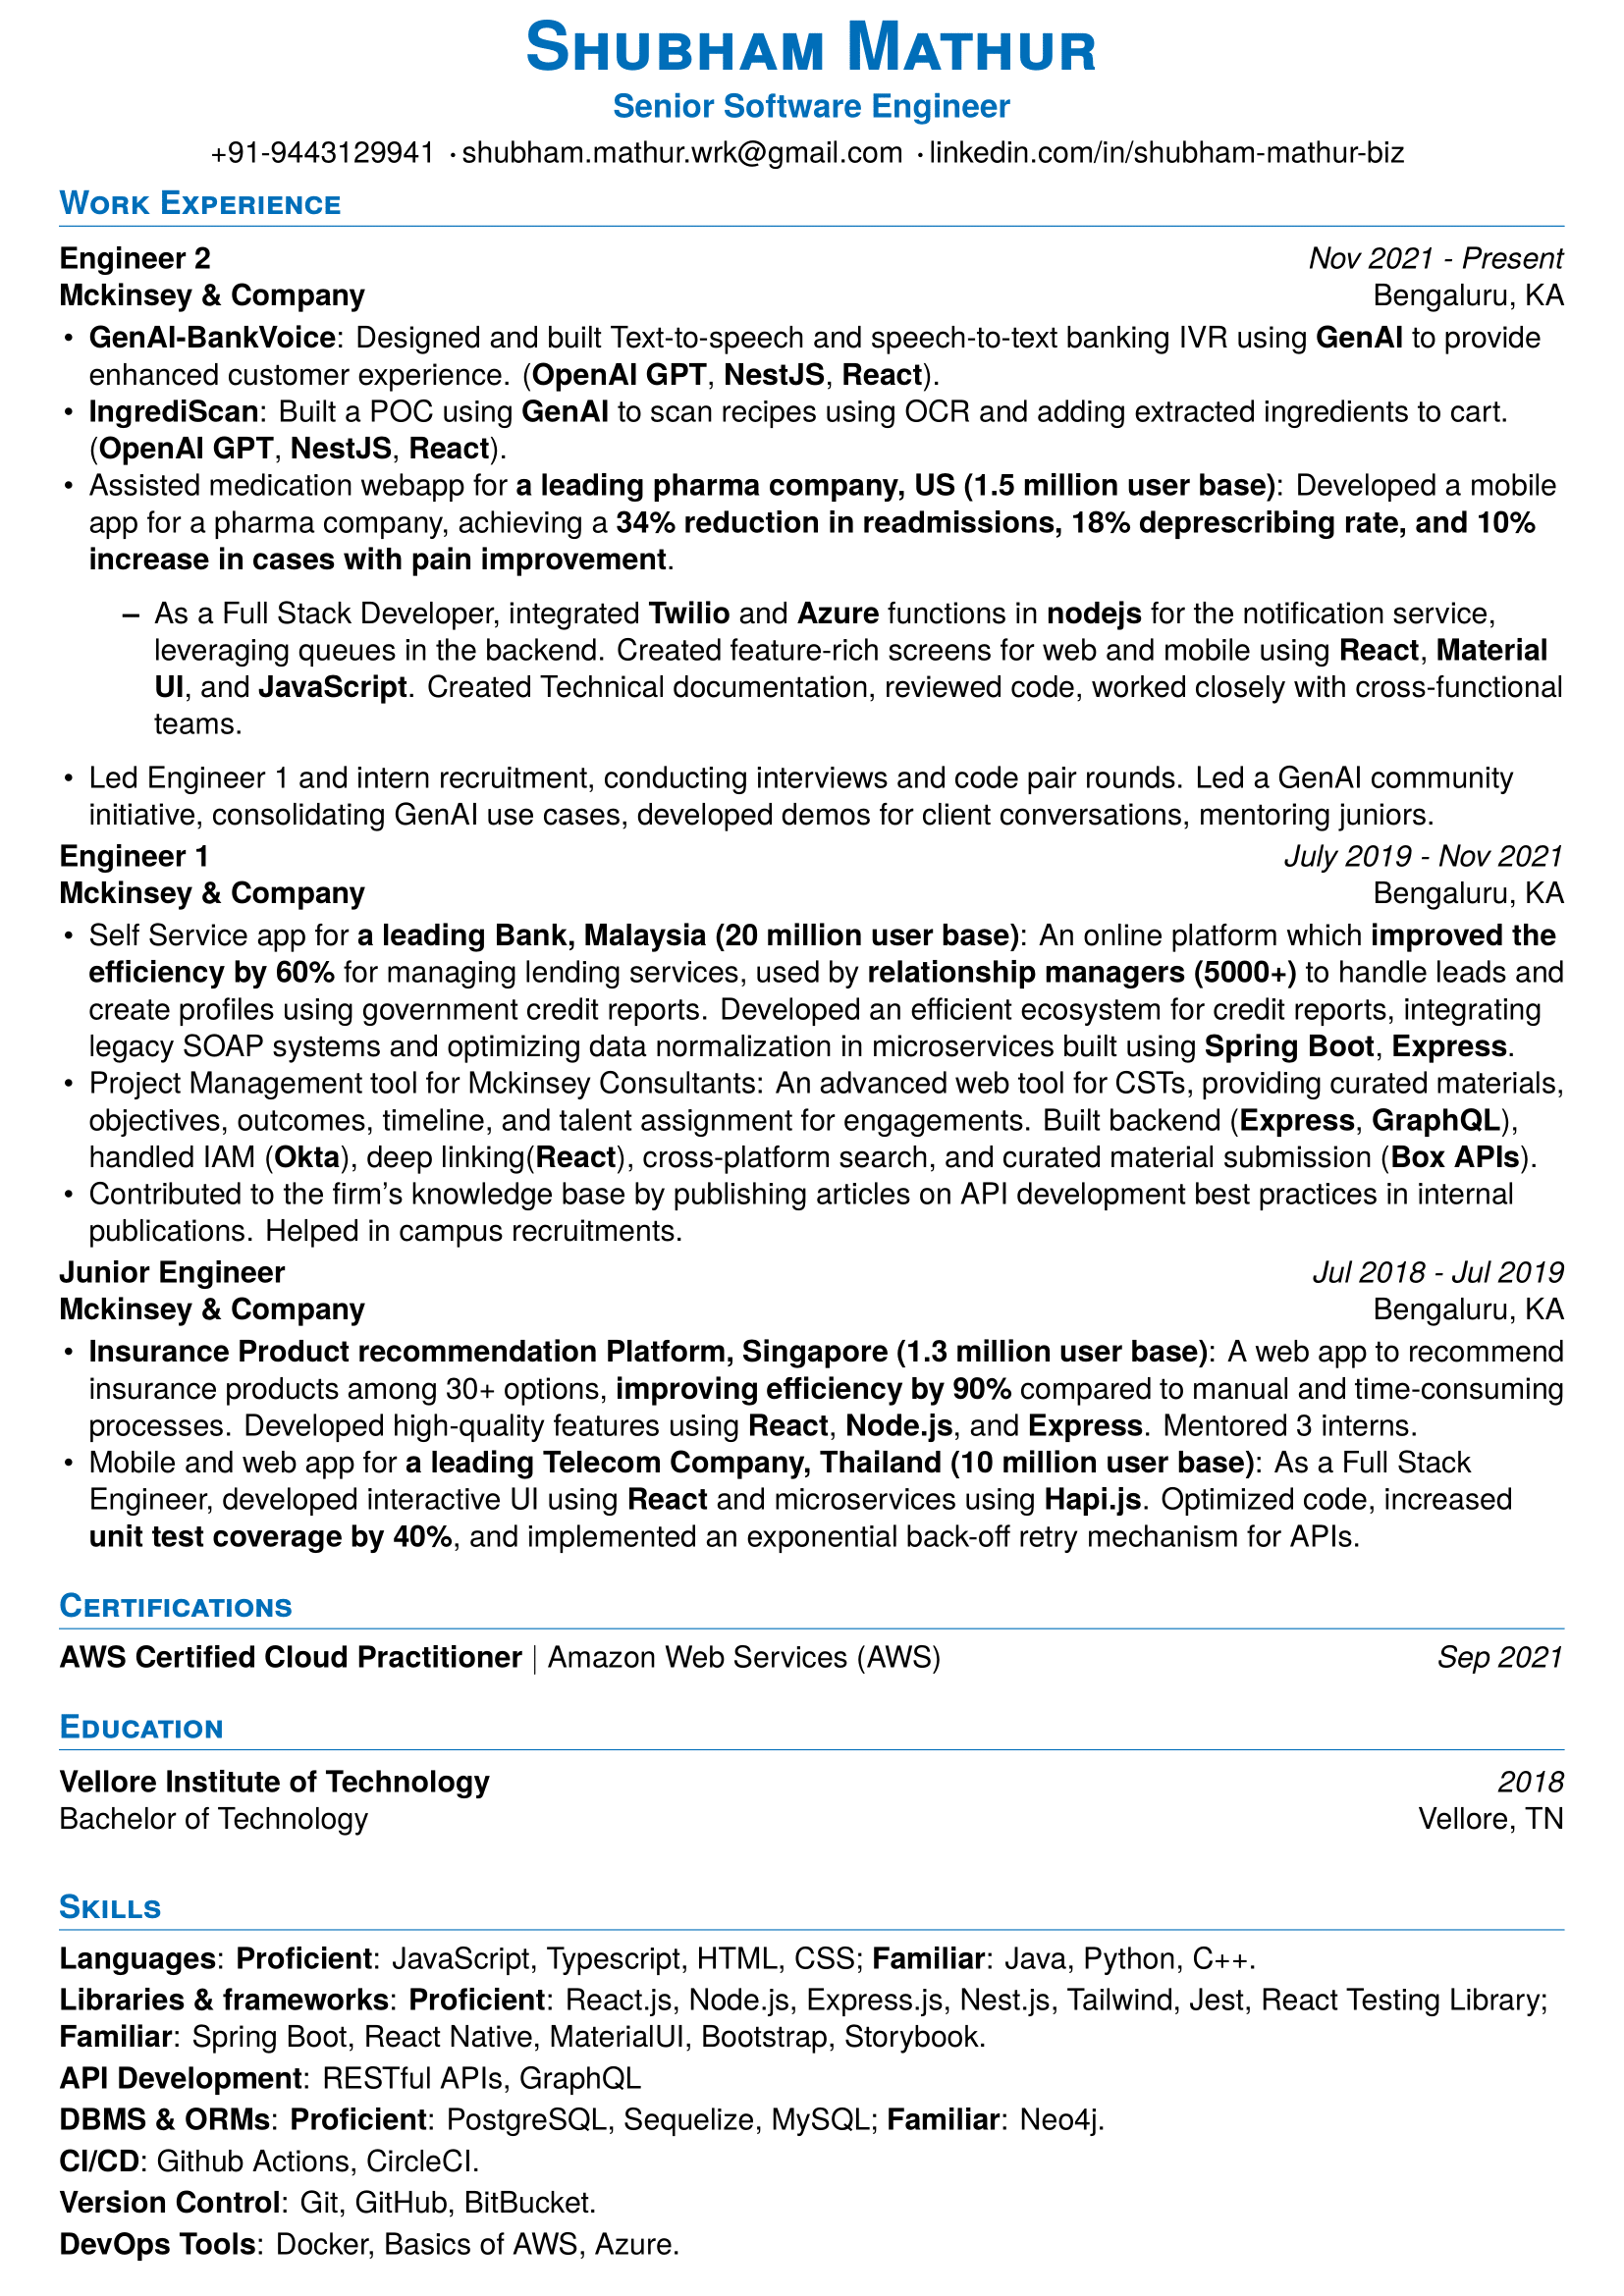 Shubham Mathur
Senior Software Engineer
+91-9443129941 · shubham.mathur.wrk@gmail.com · linkedin.com/in/shubham-mathur-biz
Work Experience
Engineer 2 Nov 2021 - Present
Mckinsey & Company Bengaluru, KA
• GenAI-BankVoice: Designed and built Text-to-speech and speech-to-text banking IVR using GenAI to provide
enhanced customer experience. (OpenAI GPT, NestJS, React).
• IngrediScan: Built a POC using GenAI to scan recipes using OCR and adding extracted ingredients to cart.
(OpenAI GPT, NestJS, React).
• Assisted medication webapp for a leading pharma company, US (1.5 million user base): Developed a mobile
app for a pharma company, achieving a 34% reduction in readmissions, 18% deprescribing rate, and 10%
increase in cases with pain improvement.
– As a Full Stack Developer, integrated Twilio and Azure functions in nodejs for the notification service,
leveraging queues in the backend. Created feature-rich screens for web and mobile using React, Material
UI, and JavaScript. Created Technical documentation, reviewed code, worked closely with cross-functional
teams.
• Led Engineer 1 and intern recruitment, conducting interviews and code pair rounds. Led a GenAI community
initiative, consolidating GenAI use cases, developed demos for client conversations, mentoring juniors.
Engineer 1 July 2019 - Nov 2021
Mckinsey & Company Bengaluru, KA
• Self Service app for a leading Bank, Malaysia (20 million user base): An online platform which improved the
efficiency by 60% for managing lending services, used by relationship managers (5000+) to handle leads and
create profiles using government credit reports. Developed an efficient ecosystem for credit reports, integrating
legacy SOAP systems and optimizing data normalization in microservices built using Spring Boot, Express.
• Project Management tool for Mckinsey Consultants: An advanced web tool for CSTs, providing curated materials,
objectives, outcomes, timeline, and talent assignment for engagements. Built backend (Express, GraphQL),
handled IAM (Okta), deep linking(React), cross-platform search, and curated material submission (Box APIs).
• Contributed to the firm's knowledge base by publishing articles on API development best practices in internal
publications. Helped in campus recruitments.
Junior Engineer Jul 2018 - Jul 2019
Mckinsey & Company Bengaluru, KA
• Insurance Product recommendation Platform, Singapore (1.3 million user base): A web app to recommend
insurance products among 30+ options, improving efficiency by 90% compared to manual and time-consuming
processes. Developed high-quality features using React, Node.js, and Express. Mentored 3 interns.
• Mobile and web app for a leading Telecom Company, Thailand (10 million user base): As a Full Stack
Engineer, developed interactive UI using React and microservices using Hapi.js. Optimized code, increased
unit test coverage by 40%, and implemented an exponential back-off retry mechanism for APIs.
Certifications
AWS Certified Cloud Practitioner | Amazon Web Services (AWS) Sep 2021
Education
Vellore Institute of Technology 2018
Bachelor of Technology Vellore, TN
Skills
Languages: Proficient: JavaScript, Typescript, HTML, CSS; Familiar: Java, Python, C++.
Libraries & frameworks: Proficient: React.js, Node.js, Express.js, Nest.js, Tailwind, Jest, React Testing Library;
Familiar: Spring Boot, React Native, MaterialUI, Bootstrap, Storybook.
API Development: RESTful APIs, GraphQL
DBMS & ORMs: Proficient: PostgreSQL, Sequelize, MySQL; Familiar: Neo4j.
CI/CD: Github Actions, CircleCI.
Version Control: Git, GitHub, BitBucket.
DevOps Tools: Docker, Basics of AWS, Azure.